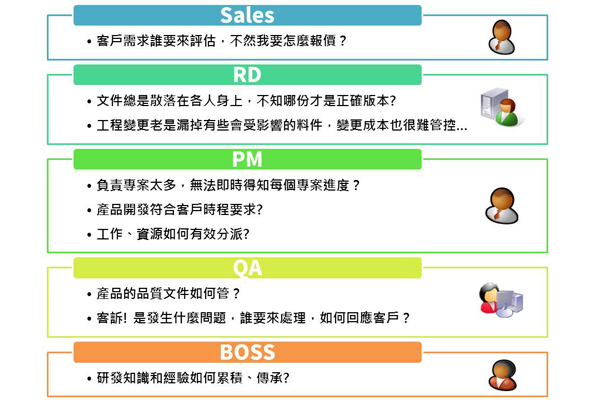 Sales
• 客戶需求誰要來評估，不然我要怎麼報價？
RD
• 文件總是散落在各人身上，不知哪份才是正確版本?
• 工程變更老是漏掉有些會受影響的料件，變更成本也很難管控...
PM
• 負責專案太多，無法即時得知每個專案進度？
• 產品開發符合客戶時程要求?
• 工作、資源如何有效分派?
QA
• 產品的品質文件如何管？
• 客訴! 是發生什麼問題，誰要來處理，如何回應客戶？
BOSS
• 研發知識和經驗如何累積、傳承?